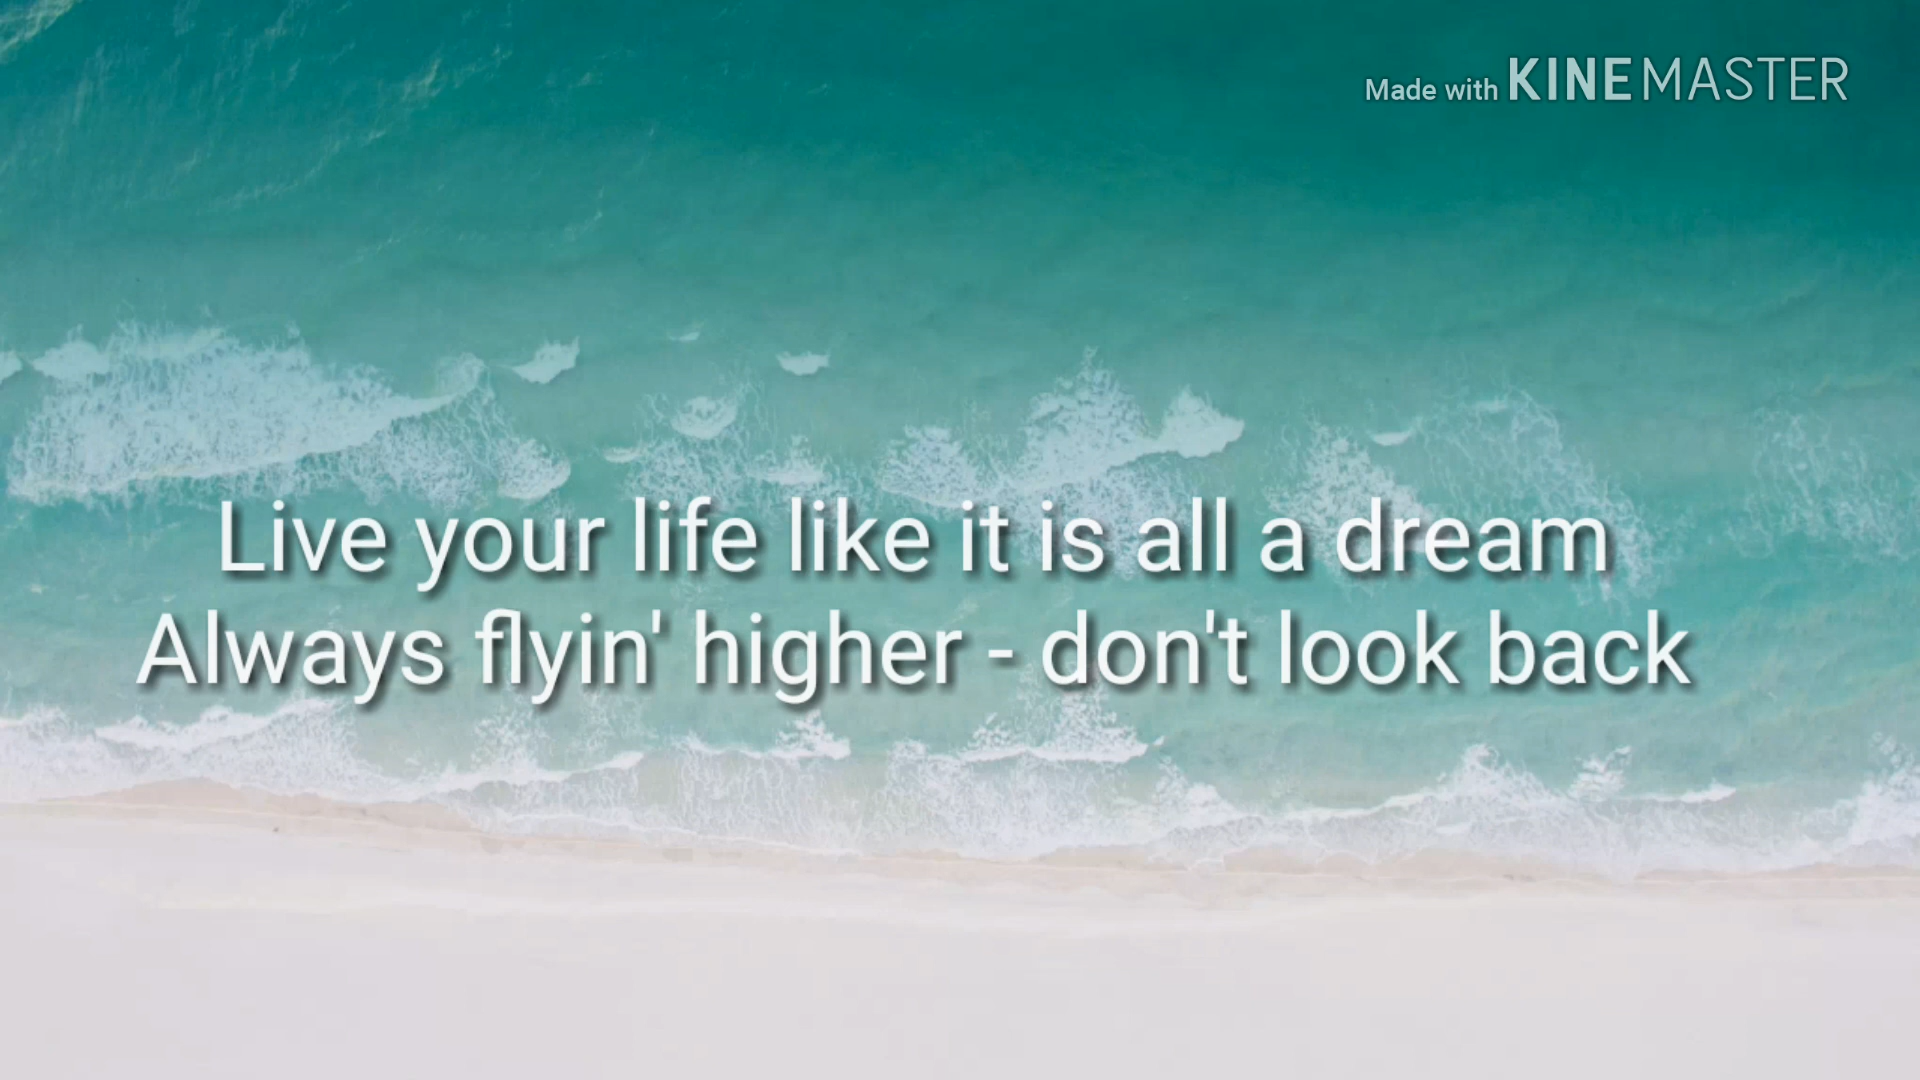 Made with KINEMASTER
Live your life like it is all a dream
Always flyin' higher - don't look back